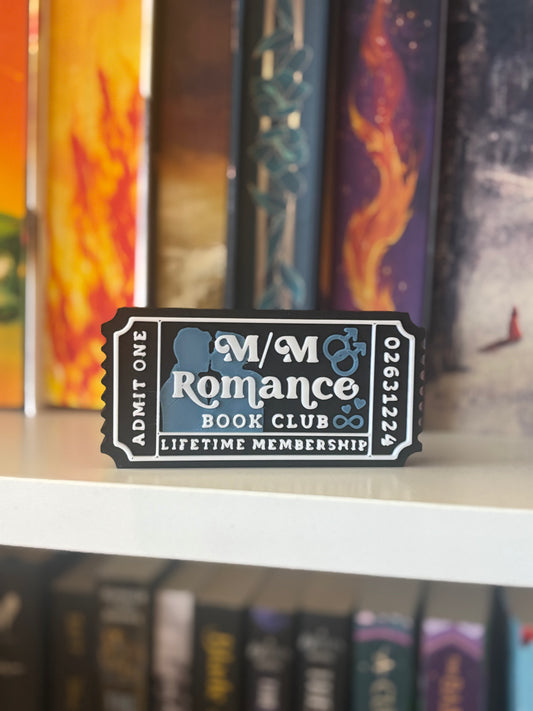 ADMIT ONE
M/M
Romance
BOOK CLUB
LIFETIME MEMBERSHIP
02631224